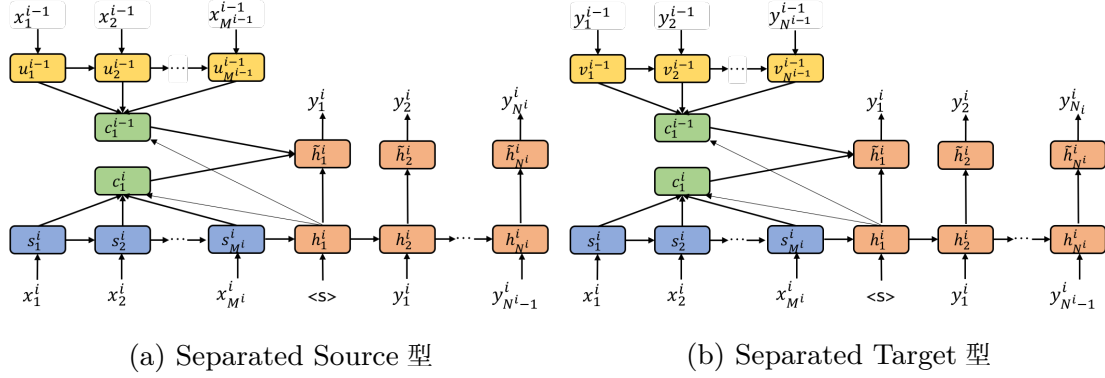 x_1^{i-1} x_2^{i-1} x_{M^{i-1}}^{i-1}
u_1^{i-1} u_2^{i-1} ··· u_{M^{i-1}}^{i-1}
c_1^{i-1}
y_1^i y_2^i y_{N^i}^i
h̃_1^i h̃_2^i h̃_{N^i}^i
c_1^i
s_1^i s_2^i ··· s_{M^i}^i h_1^i h_2^i ··· h_{N^i}^i
x_1^i x_2^i x_{M^i}^i <s> y_1^i y_{N^i-1}^i
(a) Separated Source 型
y_1^{i-1} y_2^{i-1} y_{N^{i-1}}^{i-1}
v_1^{i-1} v_2^{i-1} ··· v_{N^{i-1}}^{i-1}
c_1^{i-1}
y_1^i y_2^i y_{N_i}^i
h̃_1^i h̃_2^i h̃_{N^i}^i
c_1^i
s_1^i s_2^i ··· s_{M^i}^i h_1^i h_2^i ··· h_{N^i}^i
x_1^i x_2^i x_{M^i}^i <s> y_1^i y_{N^i-1}^i
(b) Separated Target 型